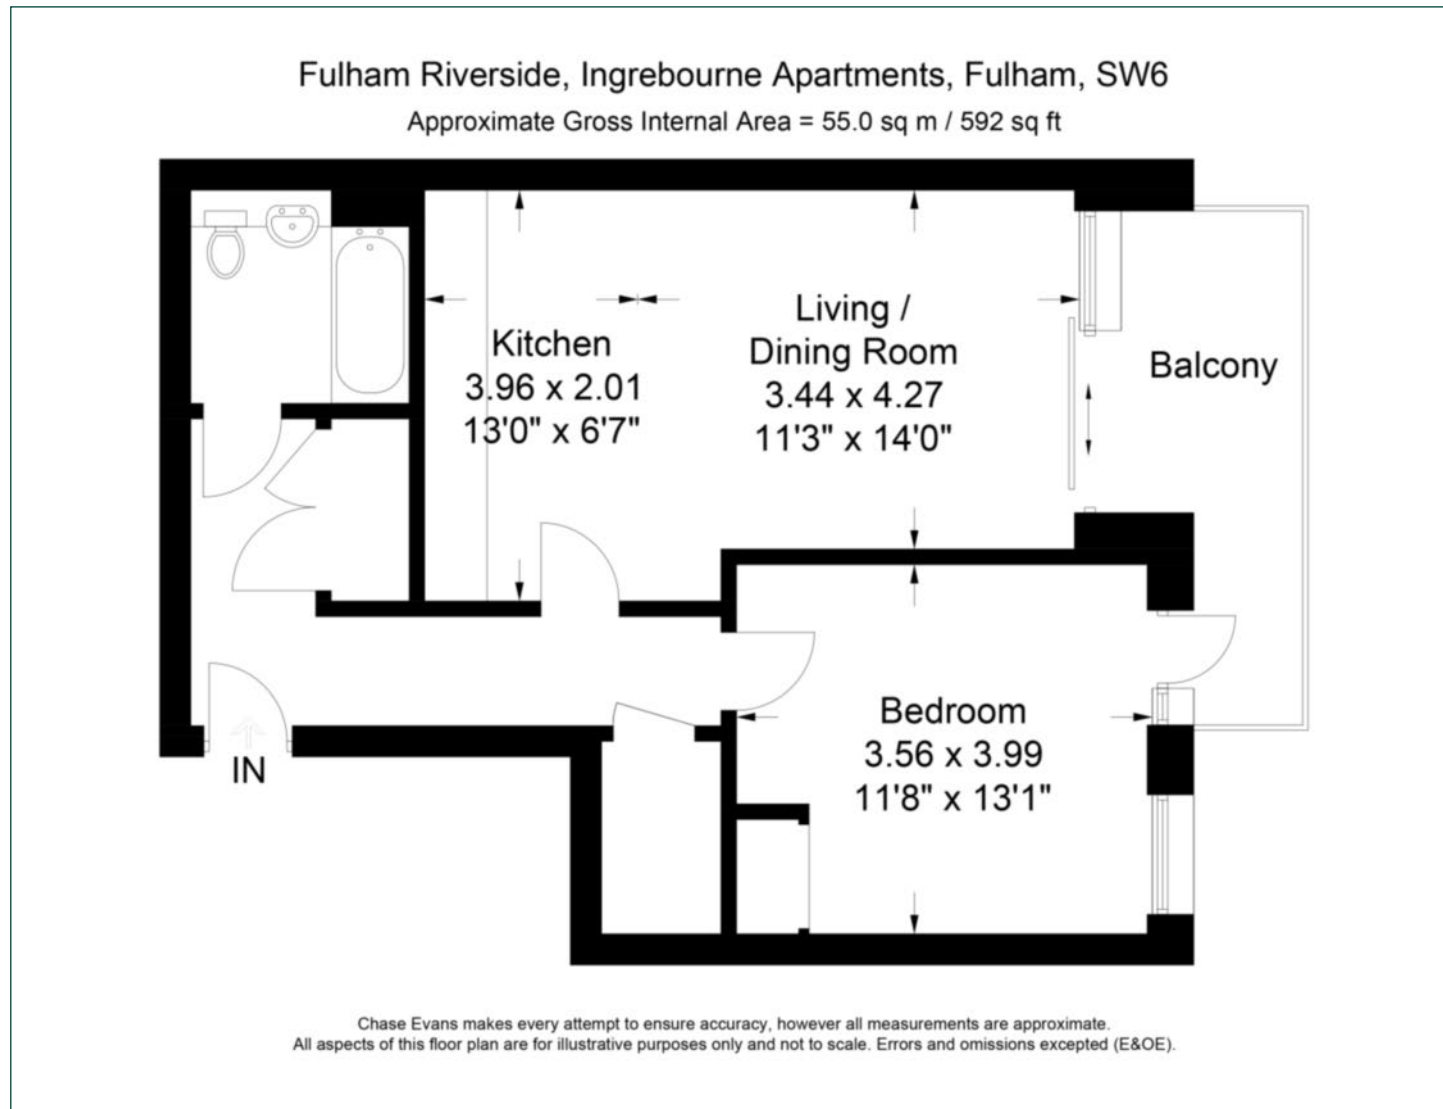 Fulham Riverside, Ingrebourne Apartments, Fulham, SW6
Approximate Gross Internal Area = 55.0 sq m / 592 sq ft
Kitchen
3.96 x 2.01
13'0" x 6'7"
Living /
Dining Room
3.44 x 4.27
11'3" x 14'0"
Balcony
Bedroom
3.56 x 3.99
11'8" x 13'1"
IN
Chase Evans makes every attempt to ensure accuracy, however all measurements are approximate.
All aspects of this floor plan are for illustrative purposes only and not to scale. Errors and omissions excepted (E&OE).